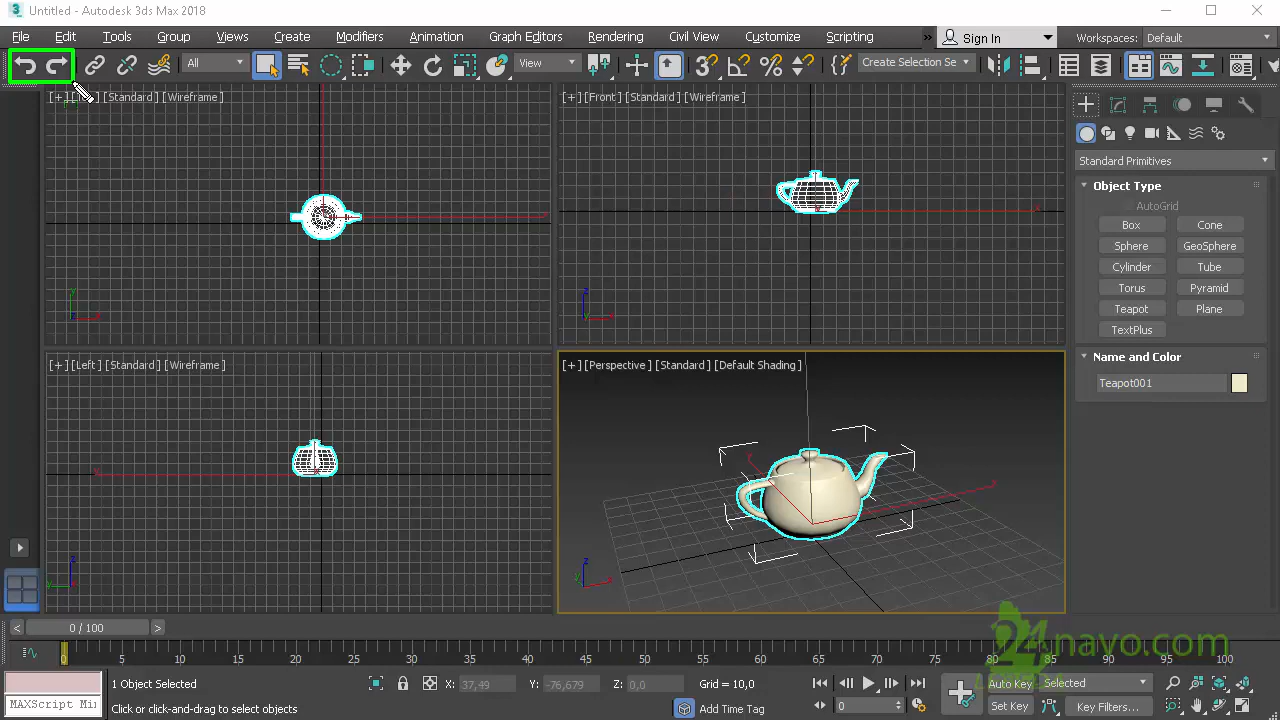 Untitled - Autodesk 3ds Max 2018
File Edit Tools Group Views Create Modifiers Animation Graph Editors Rendering Civil View Customize Scripting » Sign In Workspaces: Default
All View Create Selection Se
[+] [Standard] [Wireframe]
[+] [Front] [Standard] [Wireframe]
Standard Primitives
Object Type
AutoGrid
Box Cone
Sphere GeoSphere
Cylinder Tube
Torus Pyramid
Teapot Plane
TextPlus
Name and Color
Teapot001
[+] [Left] [Standard] [Wireframe]
[+] [Perspective] [Standard] [Default Shading]
< 0 / 100 >
24navo.com
0 5 10 15 20 25 30 35 40 45 50 55 60 65 70 75 80 85 90 95 100
1 Object Selected X: 37,49 Y: -76,679 Z: 0,0 Grid = 10,0 Auto Key Selected
MAXScript Mi Click or click-and-drag to select objects Add Time Tag 0 Set Key Key Filters...